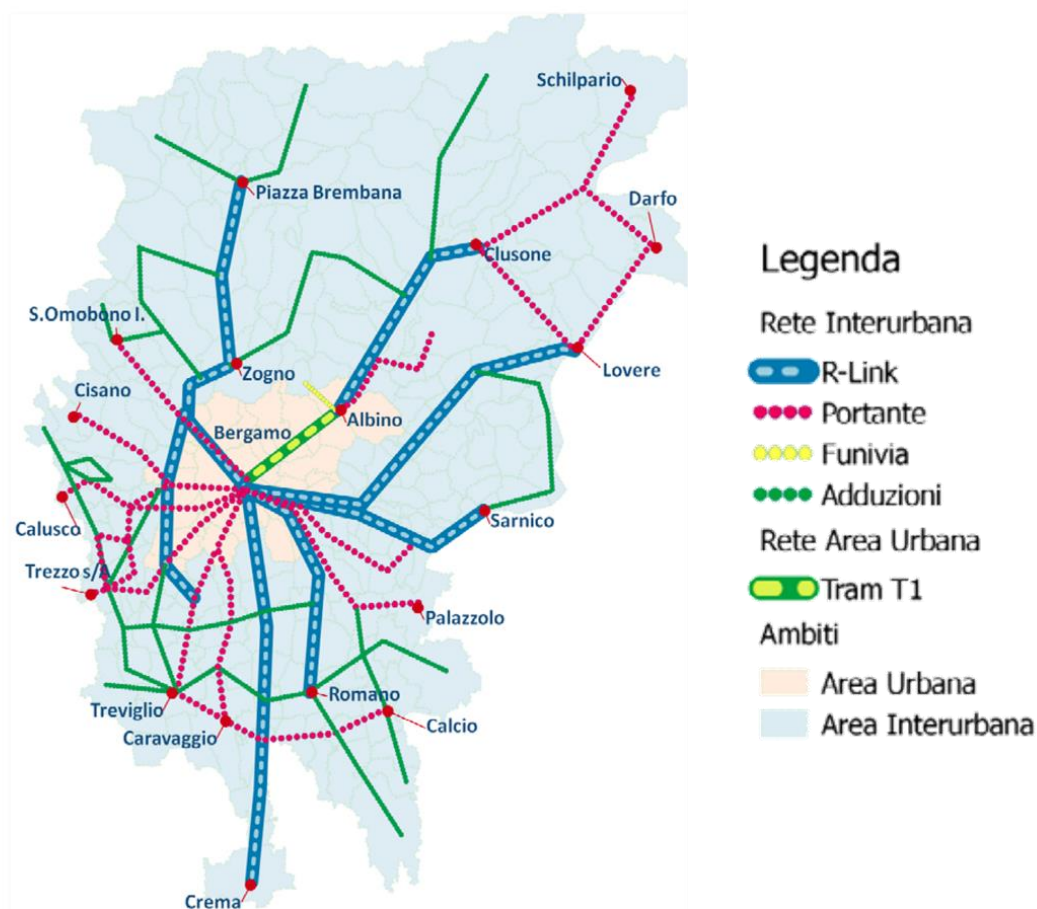 Schilpario
Piazza Brembana
Darfo
Clusone
S.Omobono I.
Zogno
Lovere
Cisano
Albino
Bergamo
Calusco
Sarnico
Trezzo s/A
Palazzolo
Treviglio
Romano
Caravaggio
Calcio
Crema
Legenda
Rete Interurbana
R-Link
Portante
Funivia
Adduzioni
Rete Area Urbana
Tram T1
Ambiti
Area Urbana
Area Interurbana